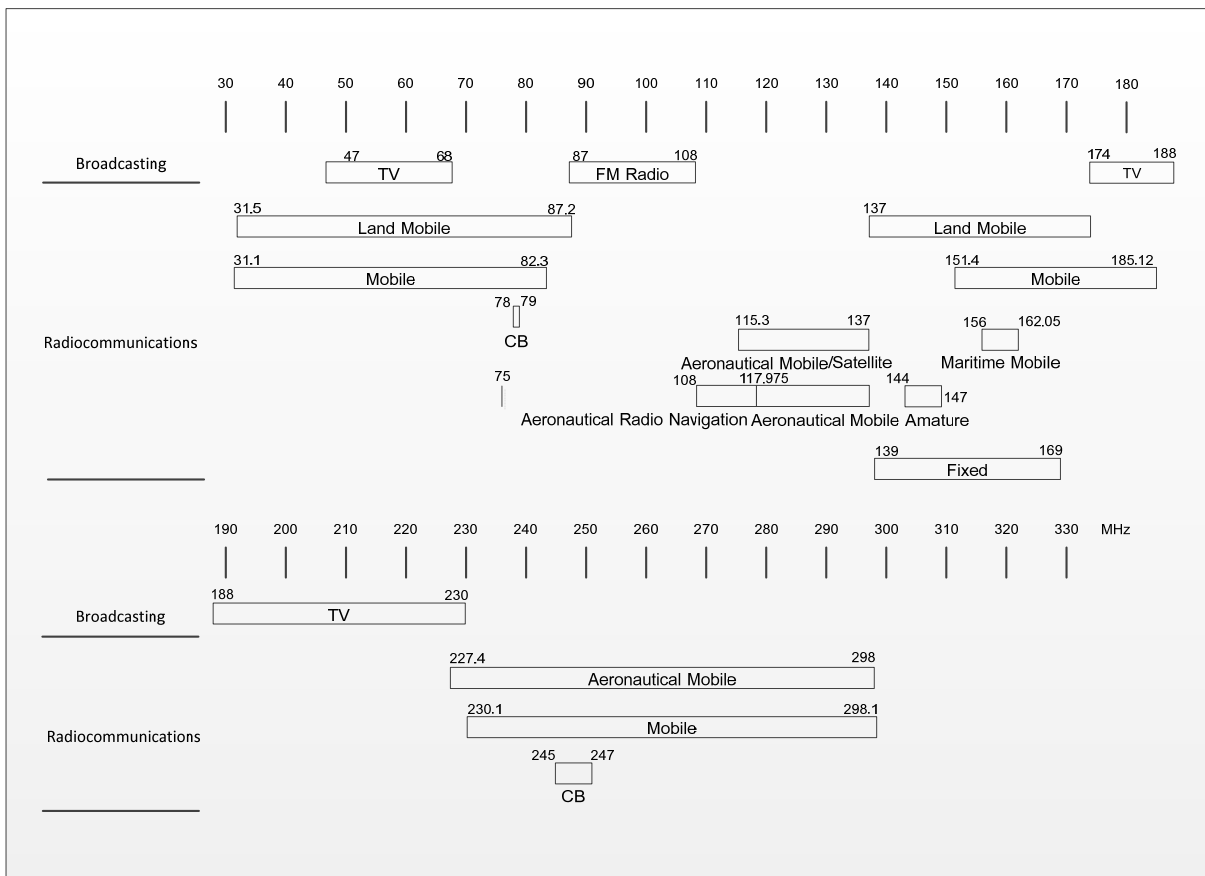 30 40 50 60 70 80 90 100 110 120 130 140 150 160 170 180
Broadcasting
47 68 87 108 174 188
TV FM Radio TV
31.5 87.2 137
Land Mobile Land Mobile
31.1 82.3 151.4 185.12
Mobile Mobile
78 79
CB
115.3 137 156 162.05
Radiocommunications
Aeronautical Mobile/Satellite Maritime Mobile
75 108 117.975 144 147
Aeronautical Radio Navigation Aeronautical Mobile Amature
139 169
Fixed
190 200 210 220 230 240 250 260 270 280 290 300 310 320 330 MHz
188 230
Broadcasting TV
227.4 298
Aeronautical Mobile
230.1 298.1
Mobile
Radiocommunications
245 247
CB